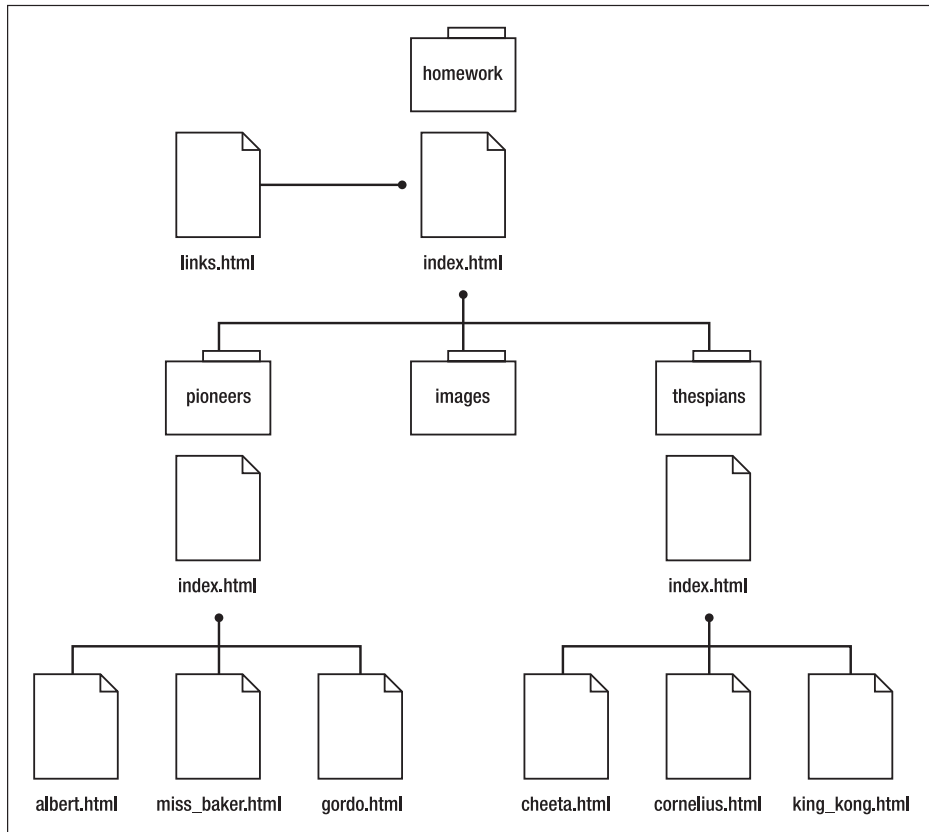 homework
links.html
index.html
pioneers
images
thespians
index.html
index.html
albert.html
miss_baker.html
gordo.html
cheeta.html
cornelius.html
king_kong.html